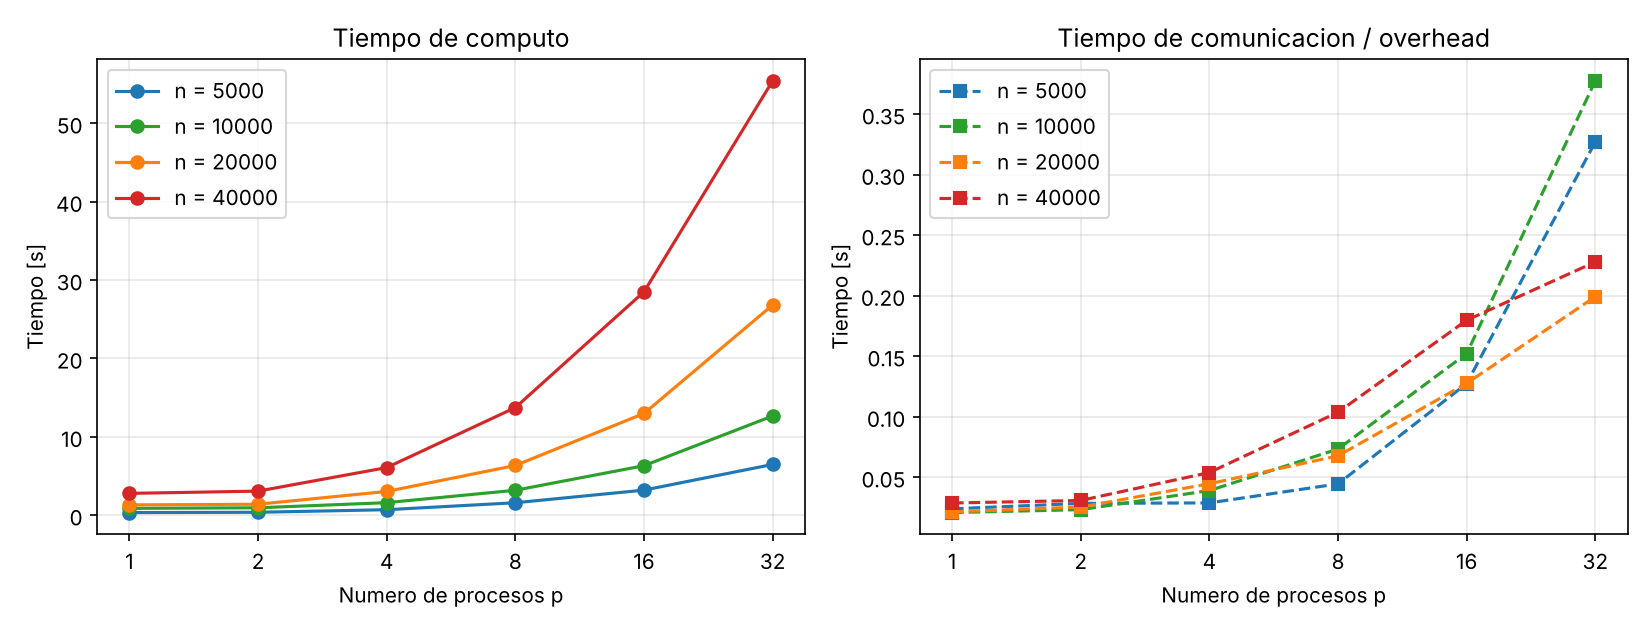 Tiempo de computo
n = 5000
n = 10000
n = 20000
n = 40000
Tiempo [s]
50
40
30
20
10
0
1 2 4 8 16 32
Numero de procesos p
Tiempo de comunicacion / overhead
n = 5000
n = 10000
n = 20000
n = 40000
Tiempo [s]
0.35
0.30
0.25
0.20
0.15
0.10
0.05
1 2 4 8 16 32
Numero de procesos p